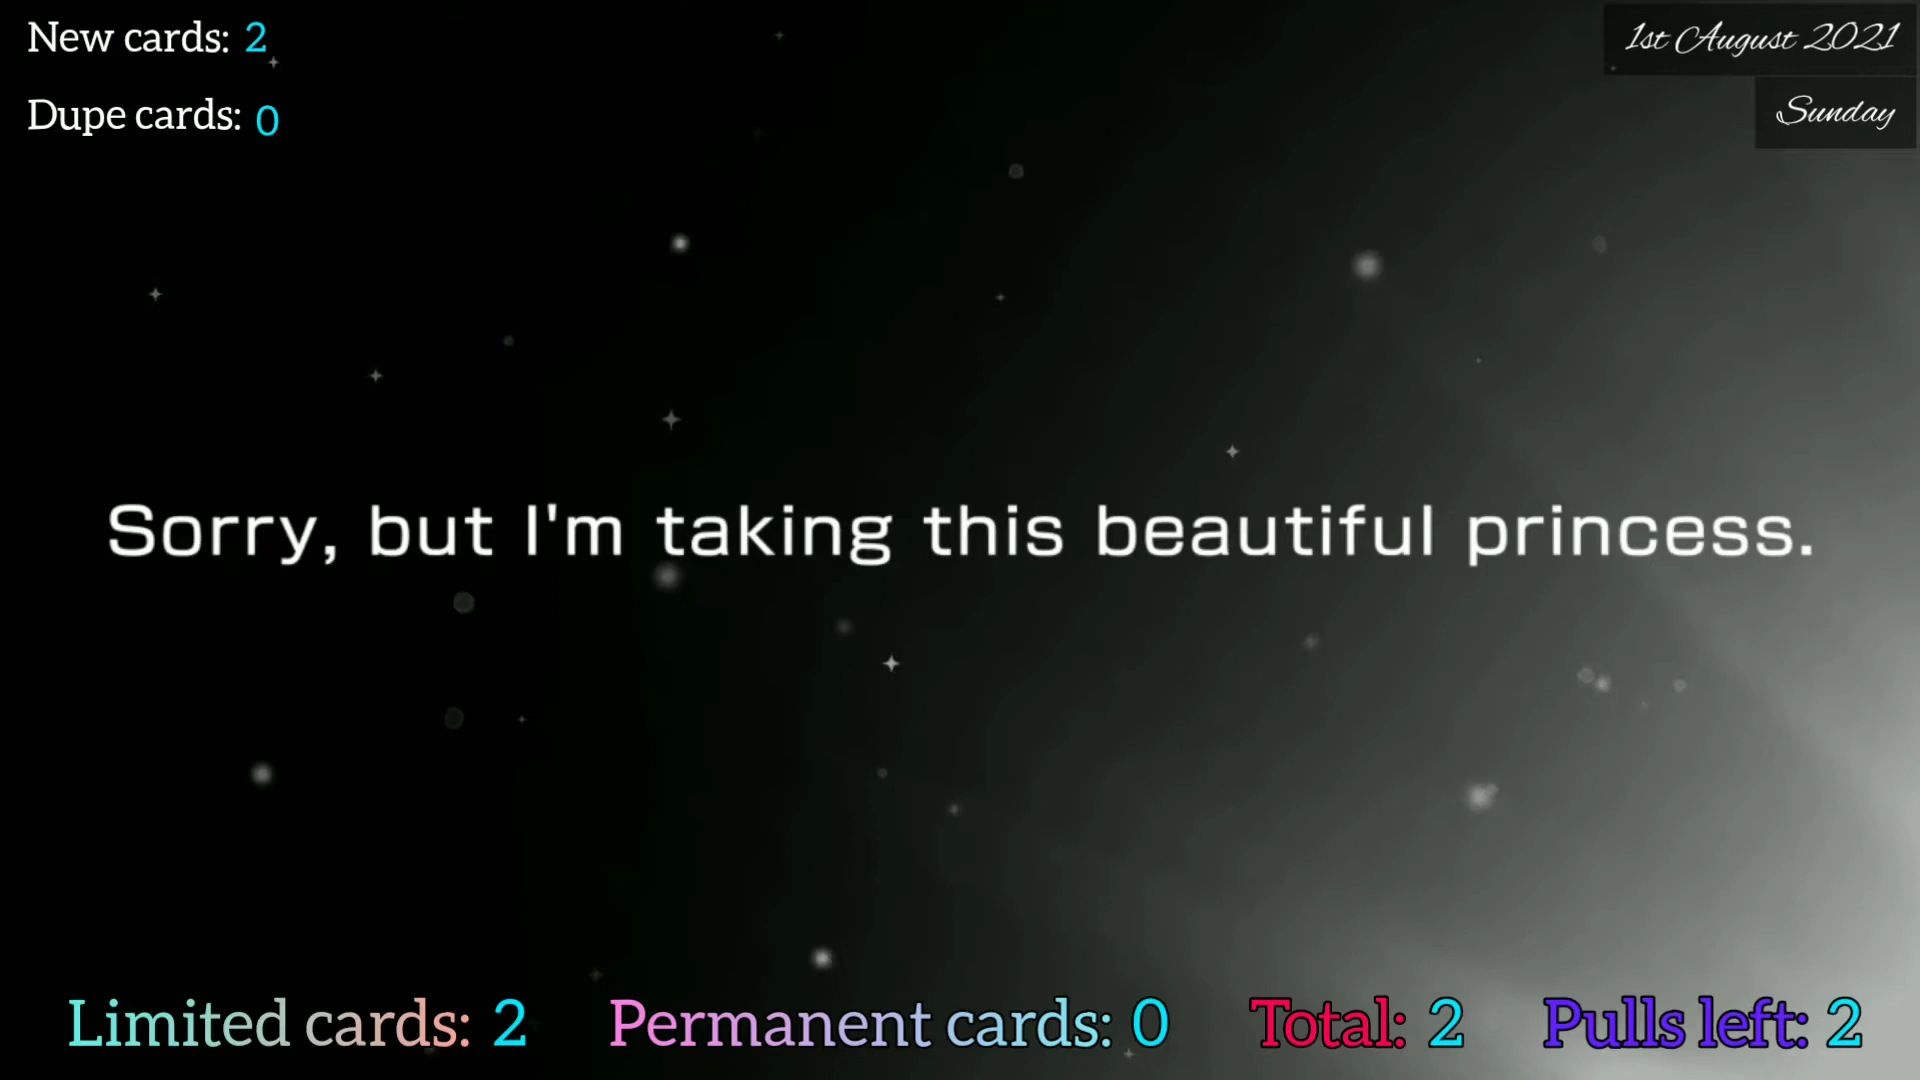 New cards: 2
1st August 2021
Dupe cards: 0
Sunday
Sorry, but I'm taking this beautiful princess.
Limited cards: 2 Permanent cards: 0 Total: 2 Pulls left: 2